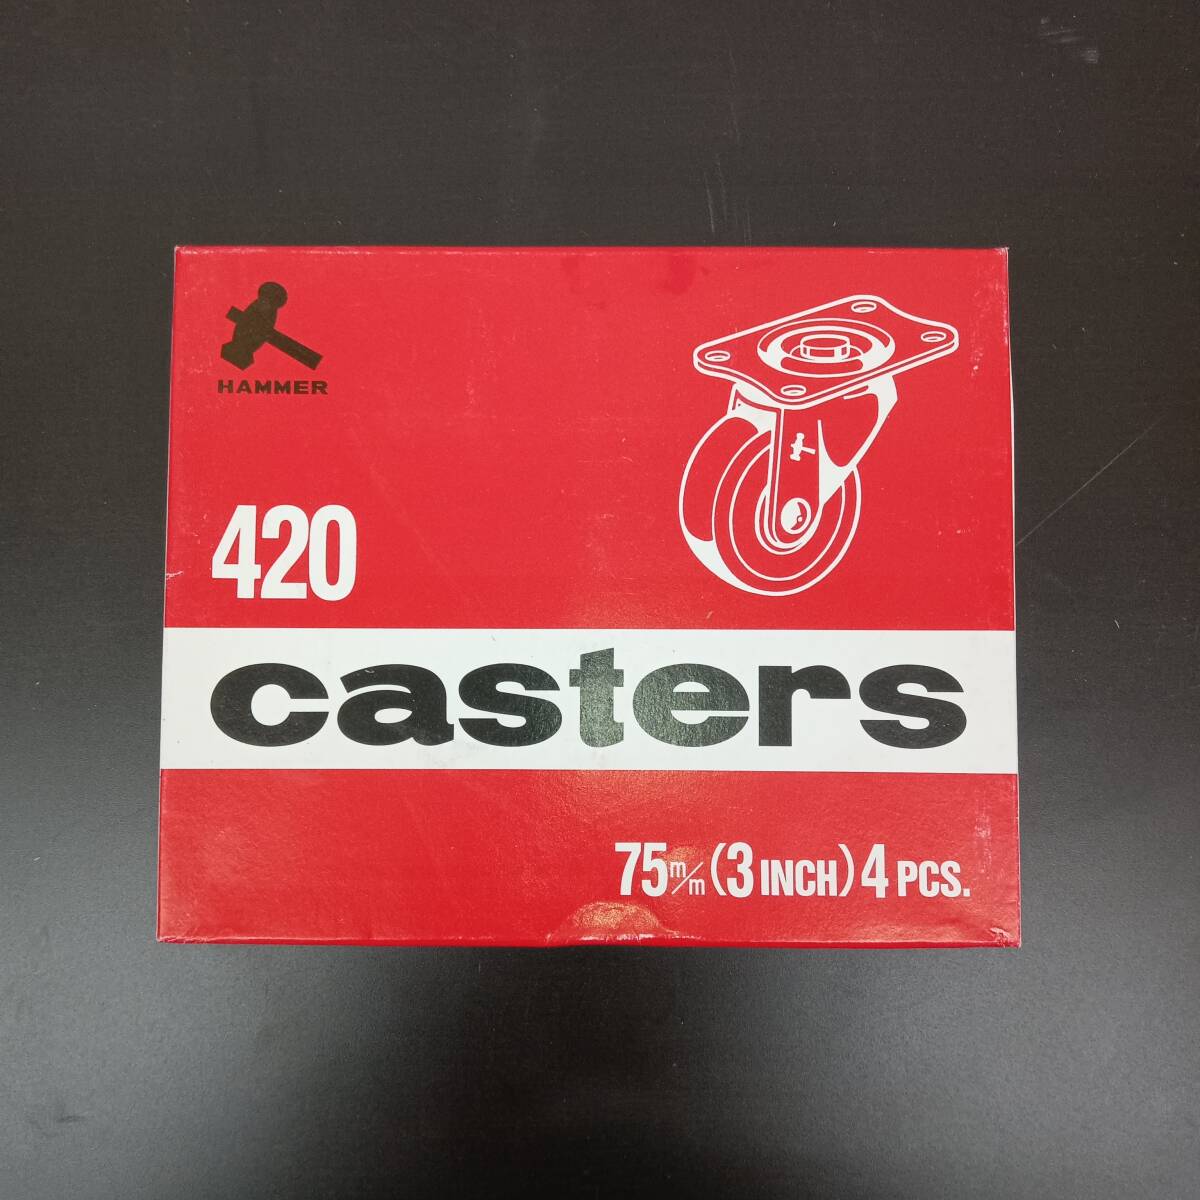 HAMMER
420
casters
75m/m (3 INCH) 4 PCS.